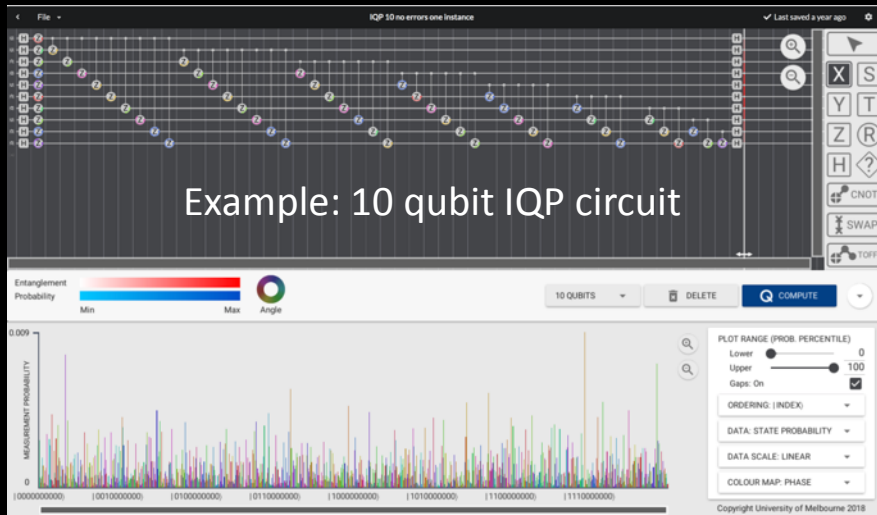 File
IQP 10 no errors one instance
Last saved a year ago
H Z
X S
Y T
Z R
H ?
CNOT
SWAP
TOFF
Example: 10 qubit IQP circuit
Entanglement
Probability
Min Max Angle
10 QUBITS
DELETE
Q COMPUTE
0.009
MEASUREMENT PROBABILITY
0
|0000000000⟩ |0010000000⟩ |0100000000⟩ |0110000000⟩ |1000000000⟩ |1010000000⟩ |1100000000⟩ |1110000000⟩
PLOT RANGE (PROB. PERCENTILE)
Lower 0
Upper 100
Gaps: On
ORDERING: |INDEX⟩
DATA: STATE PROBABILITY
DATA SCALE: LINEAR
COLOUR MAP: PHASE
Copyright University of Melbourne 2018